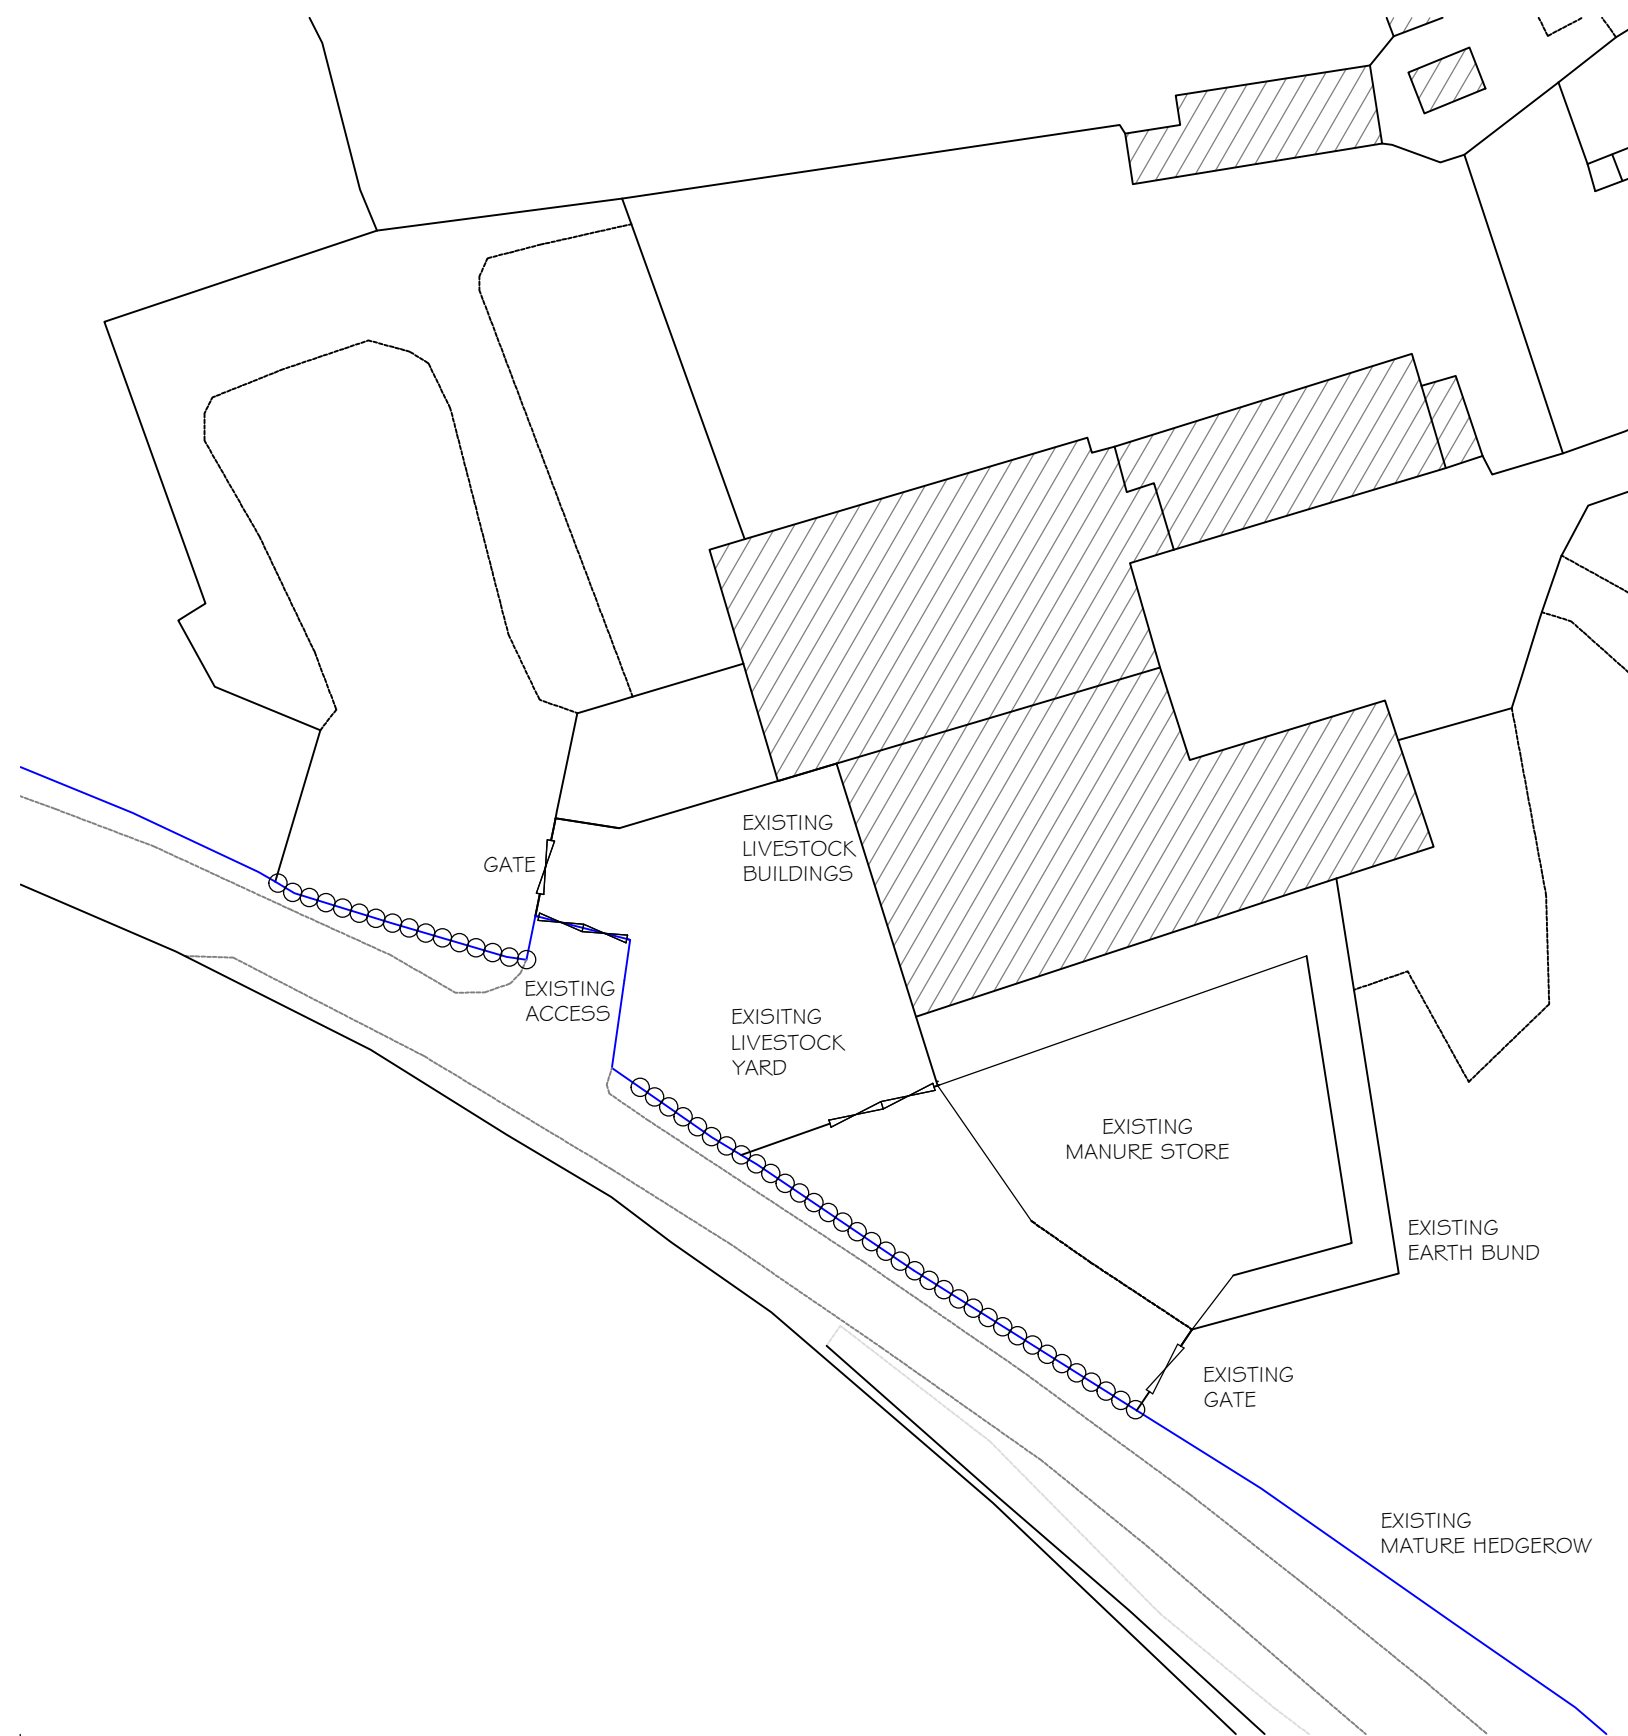 EXISTING
LIVESTOCK
BUILDINGS
GATE
EXISTING
ACCESS
EXISITNG
LIVESTOCK
YARD
EXISTING
MANURE STORE
EXISTING
EARTH BUND
EXISTING
GATE
EXISTING
MATURE HEDGEROW